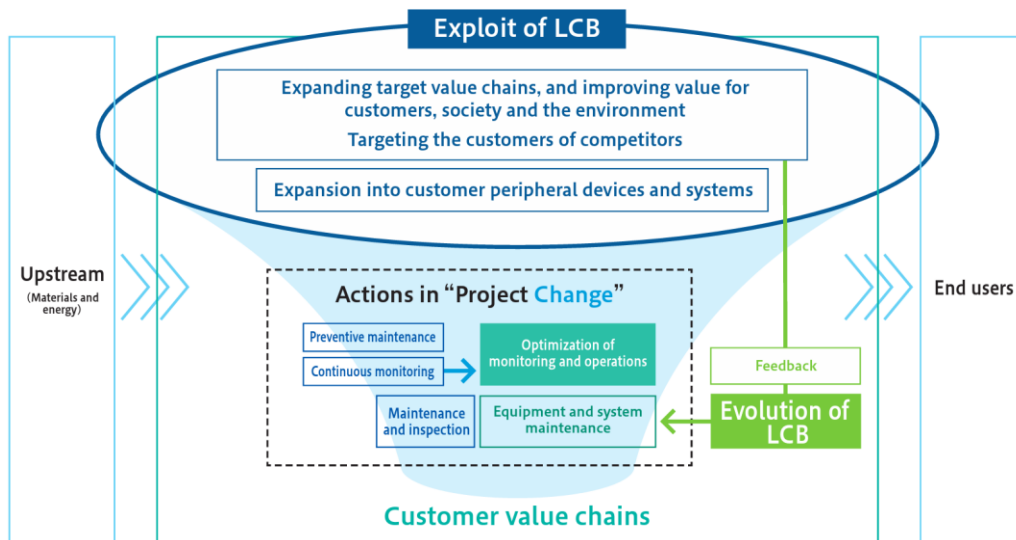 Exploit of LCB
Expanding target value chains, and improving value for
customers, society and the environment
Targeting the customers of competitors
Expansion into customer peripheral devices and systems
Upstream
(Materials and
energy)
End users
Actions in “Project Change”
Preventive maintenance
Continuous monitoring
Optimization of
monitoring and operations
Maintenance
and inspection
Equipment and system
maintenance
Feedback
Evolution of
LCB
Customer value chains